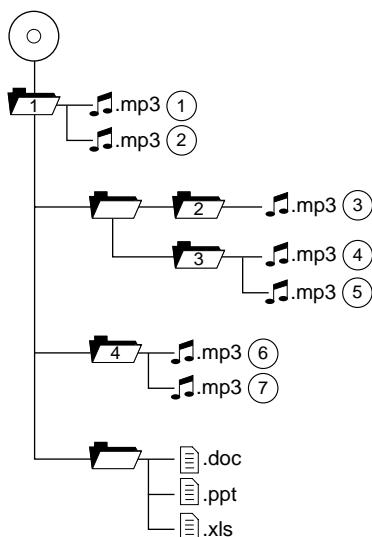 1 .mp3 1
.mp3 2
2 .mp3 3
3 .mp3 4
.mp3 5
4 .mp3 6
.mp3 7
.doc
.ppt
.xls